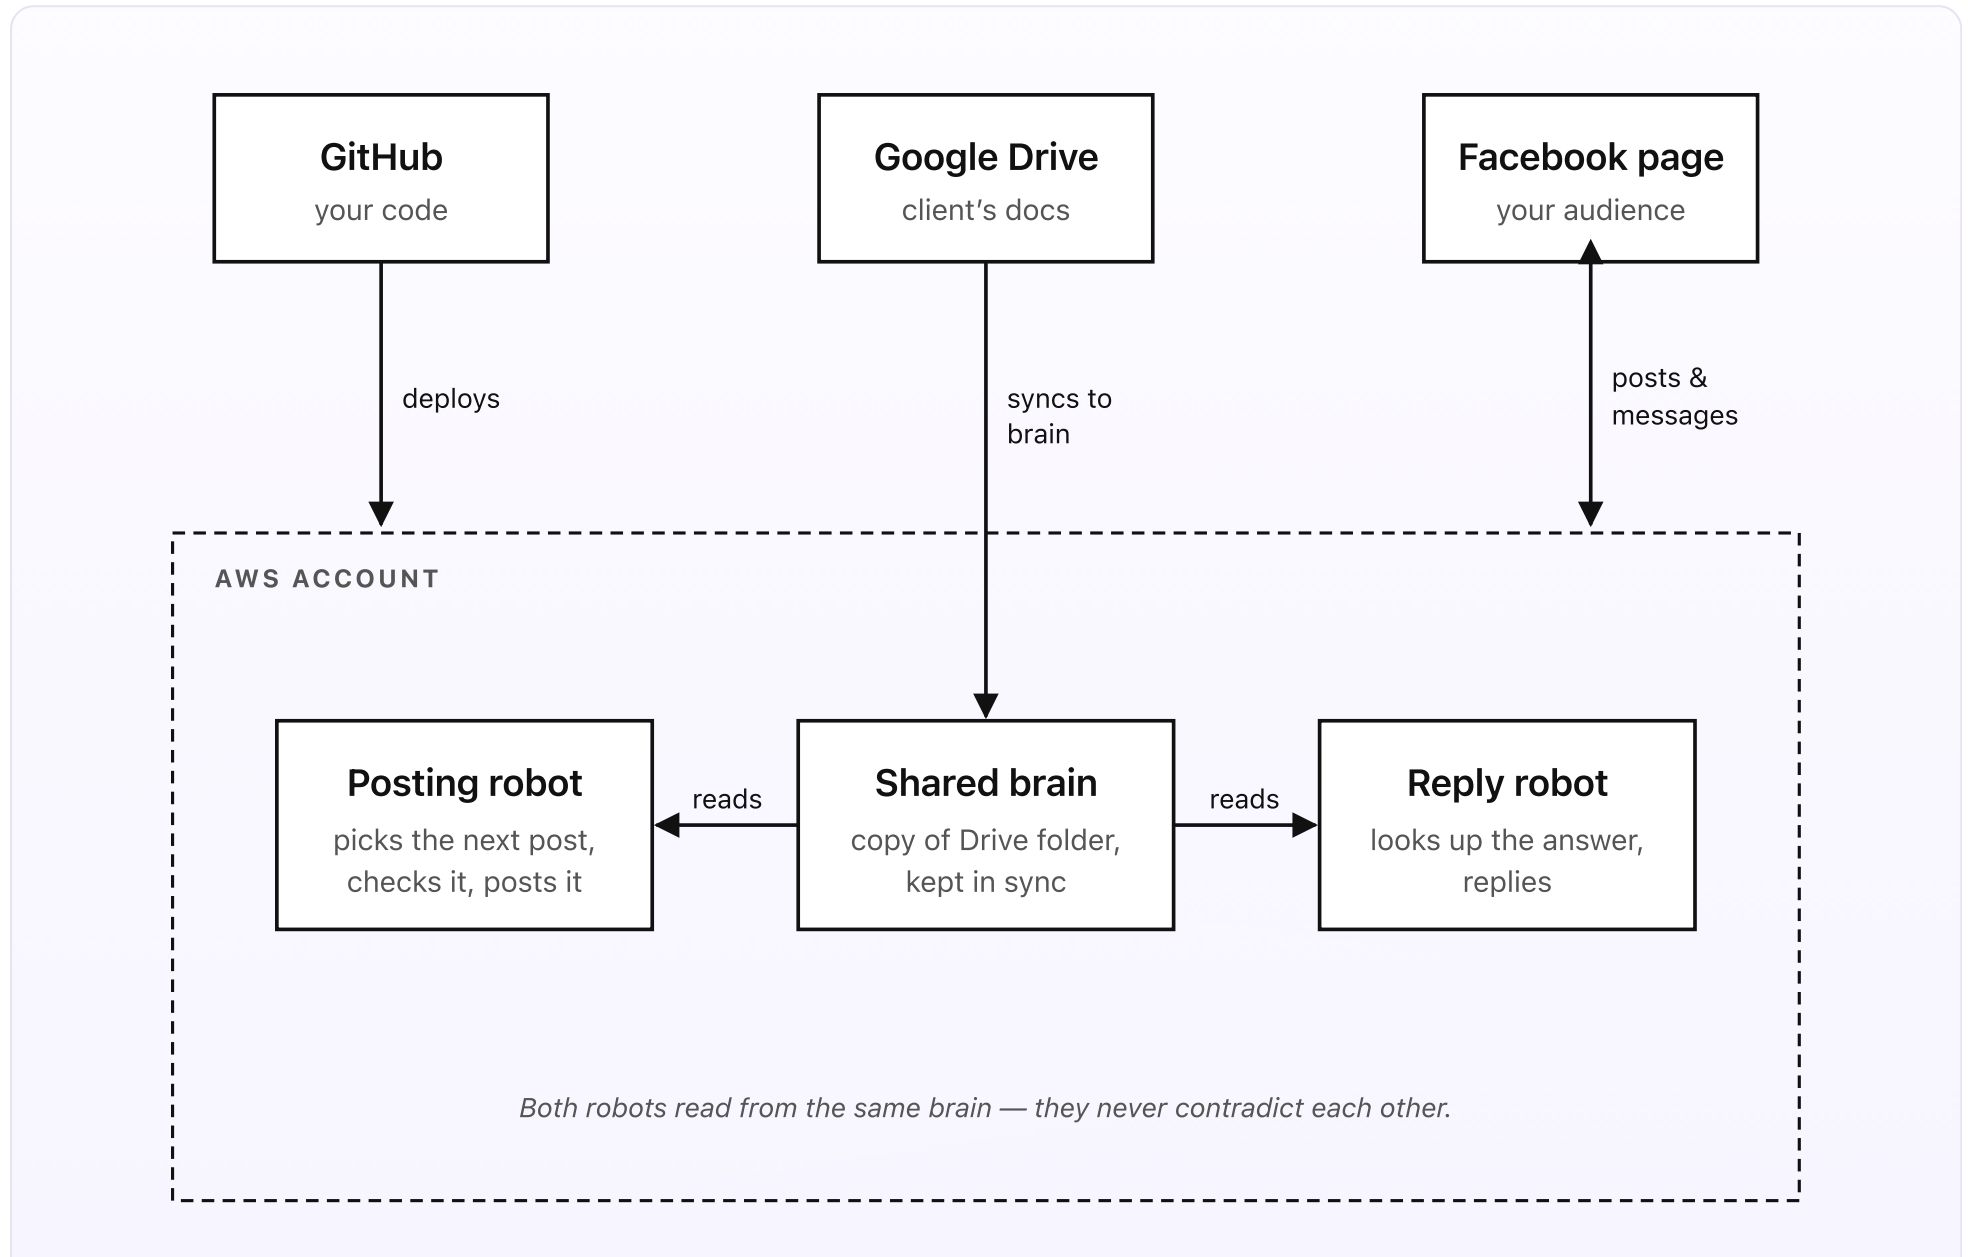 GitHub
your code
Google Drive
client’s docs
Facebook page
your audience
deploys
syncs to
brain
posts &
messages
AWS ACCOUNT
Posting robot
picks the next post,
checks it, posts it
reads
Shared brain
copy of Drive folder,
kept in sync
reads
Reply robot
looks up the answer,
replies
Both robots read from the same brain — they never contradict each other.